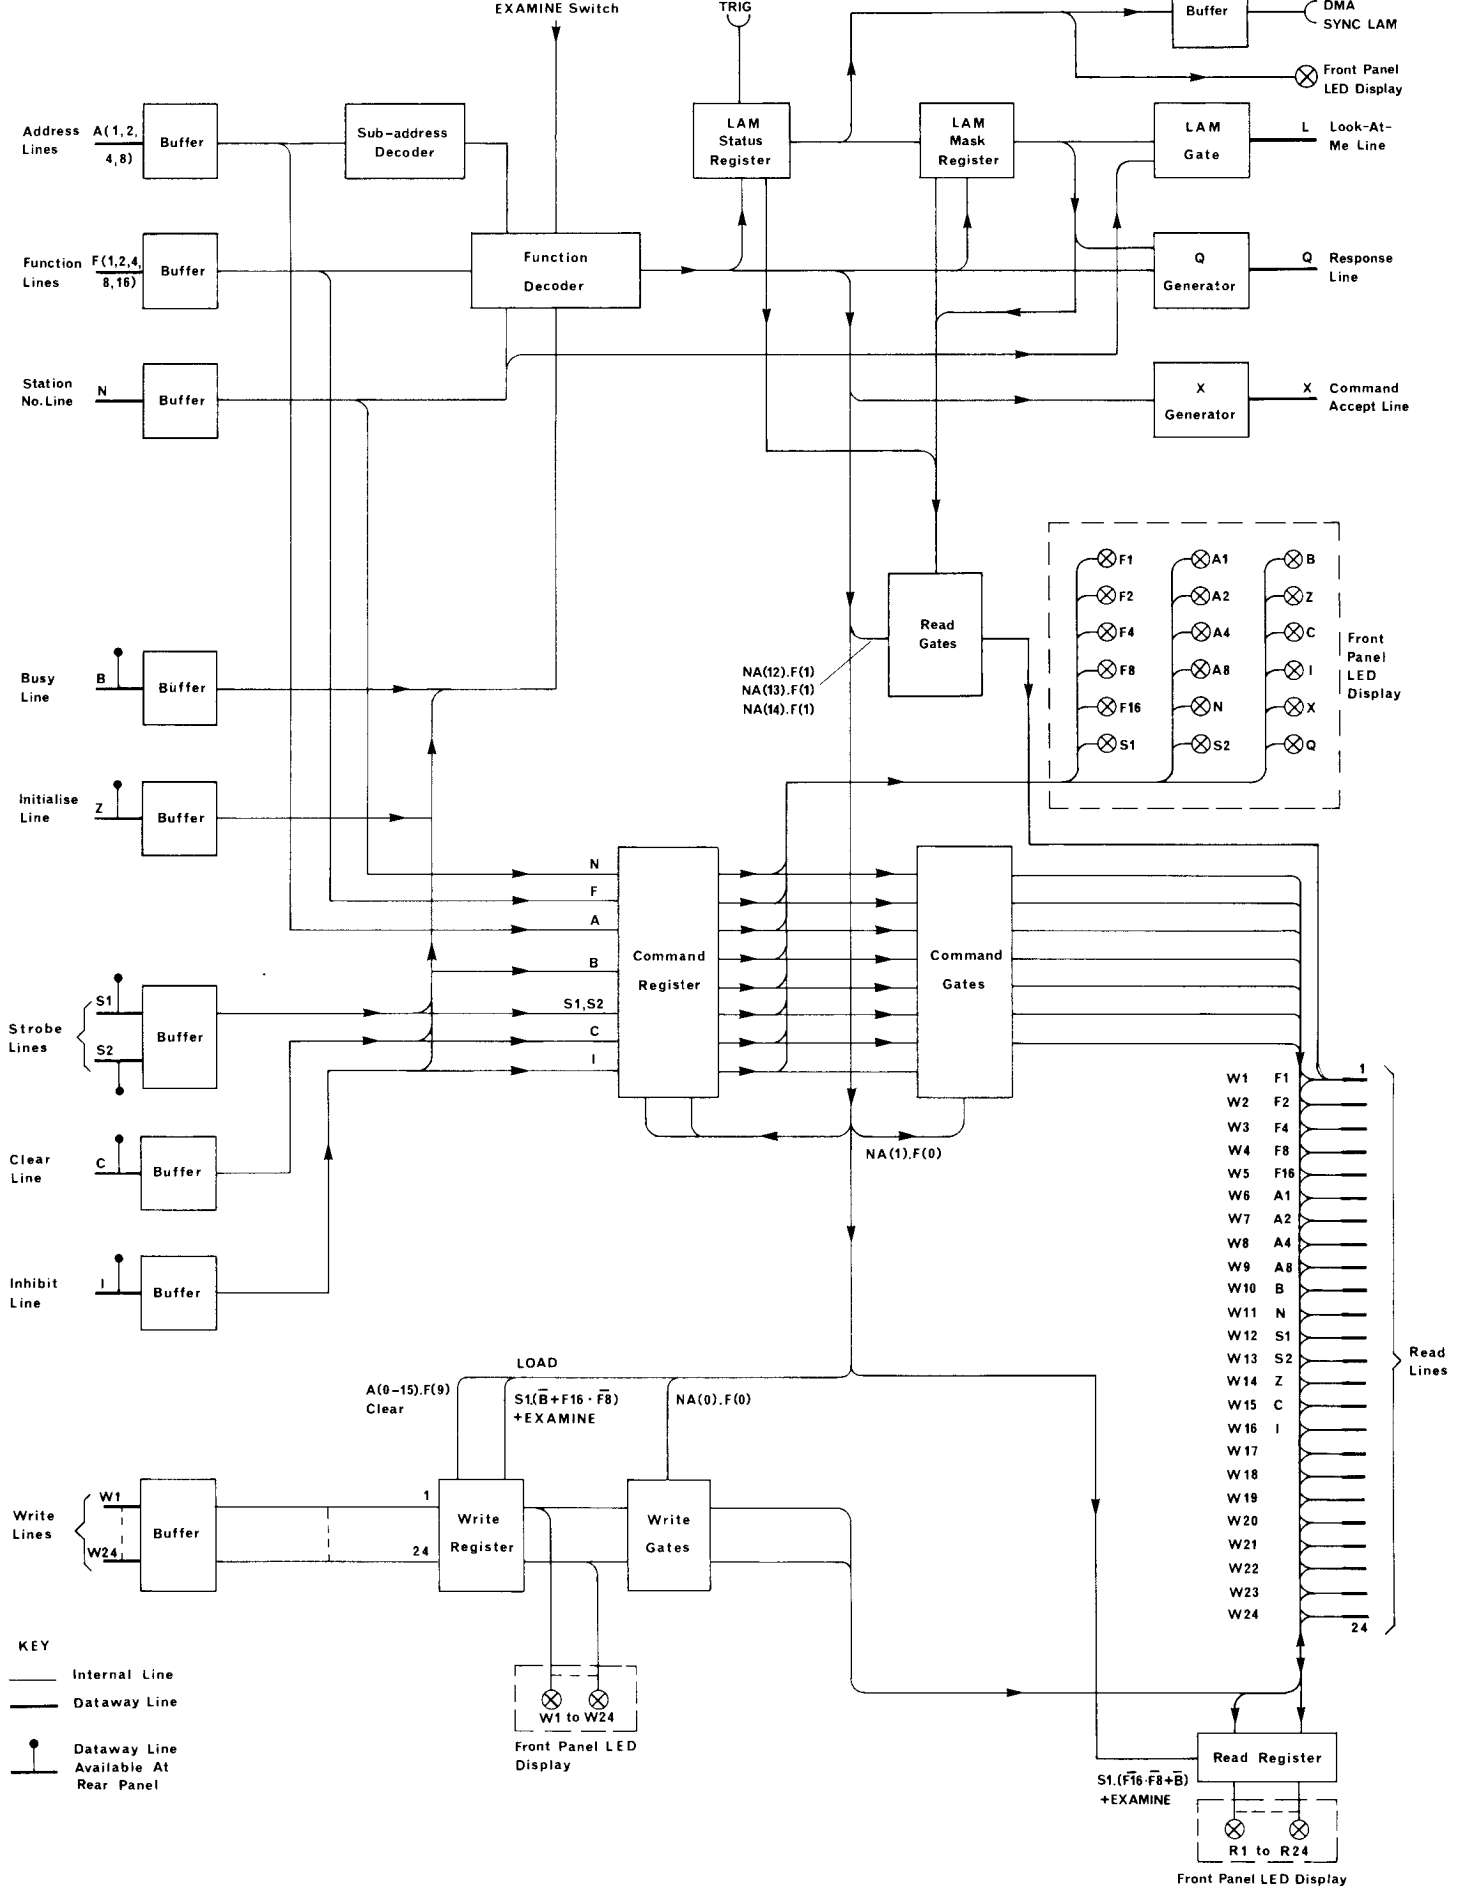 EXAMINE Switch
TRIG
Buffer
DMA
SYNC LAM
Front Panel
LED Display
Address
Lines
A(1,2,
4,8)
Buffer
Sub-address
Decoder
LAM
Status
Register
LAM
Mask
Register
LAM
Gate
L
Look-At-
Me Line
Function
Lines
F(1,2,4,
8,16)
Buffer
Function
Decoder
Q
Generator
Q
Response
Line
Station
No.Line
N
Buffer
X
Generator
X
Command
Accept Line
Read
Gates
NA(12).F(1)
NA(13).F(1)
NA(14).F(1)
F1
A1
B
F2
A2
Z
F4
A4
C
F8
A8
I
F16
N
X
S1
S2
Q
Front
Panel
LED
Display
Busy
Line
B
Buffer
Initialise
Line
Z
Buffer
N
F
A
B
S1,S2
C
I
Command
Register
Command
Gates
NA(1).F(0)
Strobe
Lines
S1
S2
Buffer
Clear
Line
C
Buffer
Inhibit
Line
I
Buffer
1
W1 F1
W2 F2
W3 F4
W4 F8
W5 F16
W6 A1
W7 A2
W8 A4
W9 A8
W10 B
W11 N
W12 S1
W13 S2
W14 Z
W15 C
W16 I
W17
W18
W19
W20
W21
W22
W23
W24
24
Read
Lines
LOAD
A(0-15).F(9)
Clear
S1.(B̅+F16·F̅8̅)
+EXAMINE
NA(0).F(0)
Write
Lines
W1
W24
Buffer
1
24
Write
Register
Write
Gates
W1 to W24
Front Panel LED
Display
Read Register
S1.(F̅1̅6̅·F̅8̅+B̅)
+EXAMINE
R1 to R24
Front Panel LED Display
KEY
Internal Line
Dataway Line
Dataway Line
Available At
Rear Panel